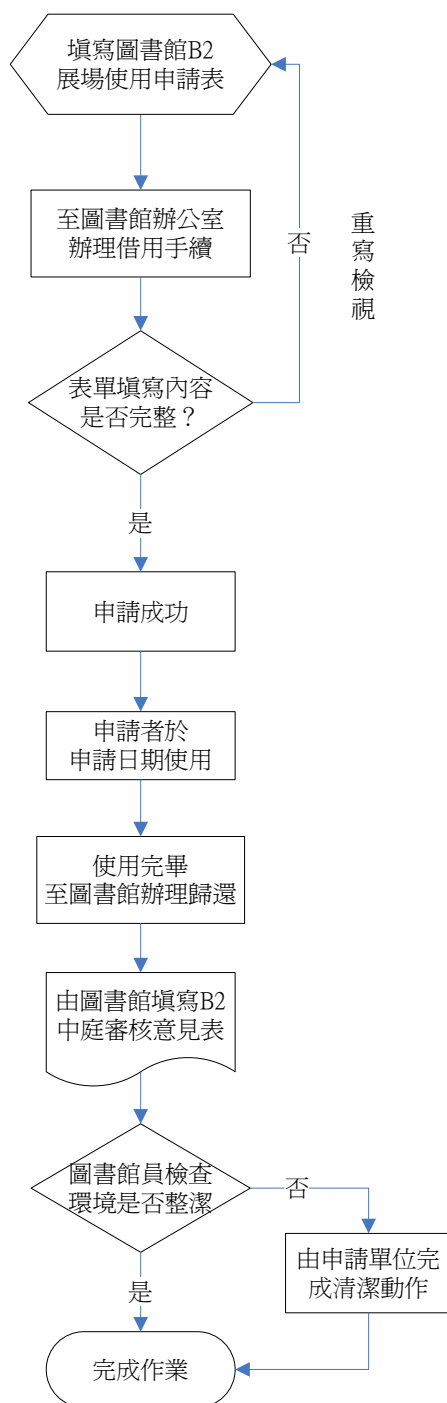 填寫圖書館B2
展場使用申請表
至圖書館辦公室
辦理借用手續
否
重
寫
檢
視
表單填寫內容
是否完整？
是
申請成功
申請者於
申請日期使用
使用完畢
至圖書館辦理歸還
由圖書館填寫B2
中庭審核意見表
圖書館員檢查
環境是否整潔
否
由申請單位完
成清潔動作
是
完成作業